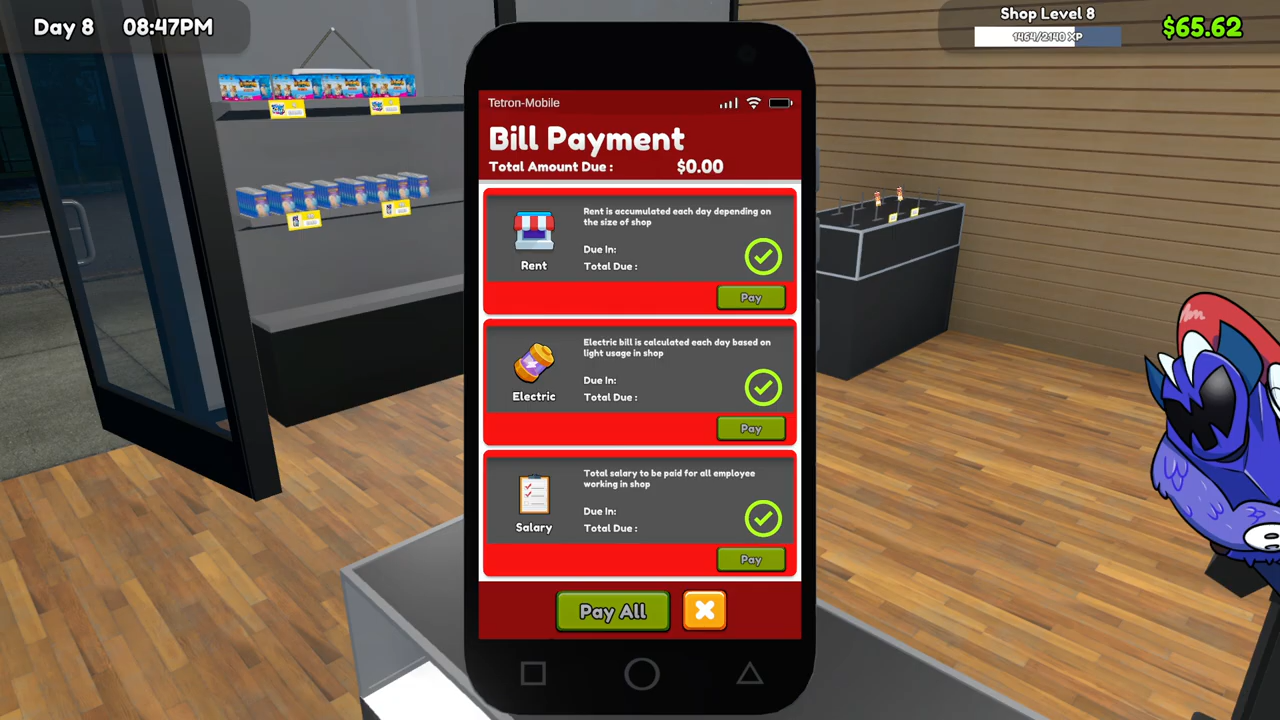 Day 8 08:47PM
Shop Level 8
1464/2140 XP
$65.62
Tetron-Mobile
Bill Payment
Total Amount Due : $0.00
Rent is accumulated each day depending on
the size of shop
Due In:
Total Due :
Rent
Pay
Electric bill is calculated each day based on
light usage in shop
Due In:
Total Due :
Electric
Pay
Total salary to be paid for all employee
working in shop
Due In:
Total Due :
Salary
Pay
Pay All